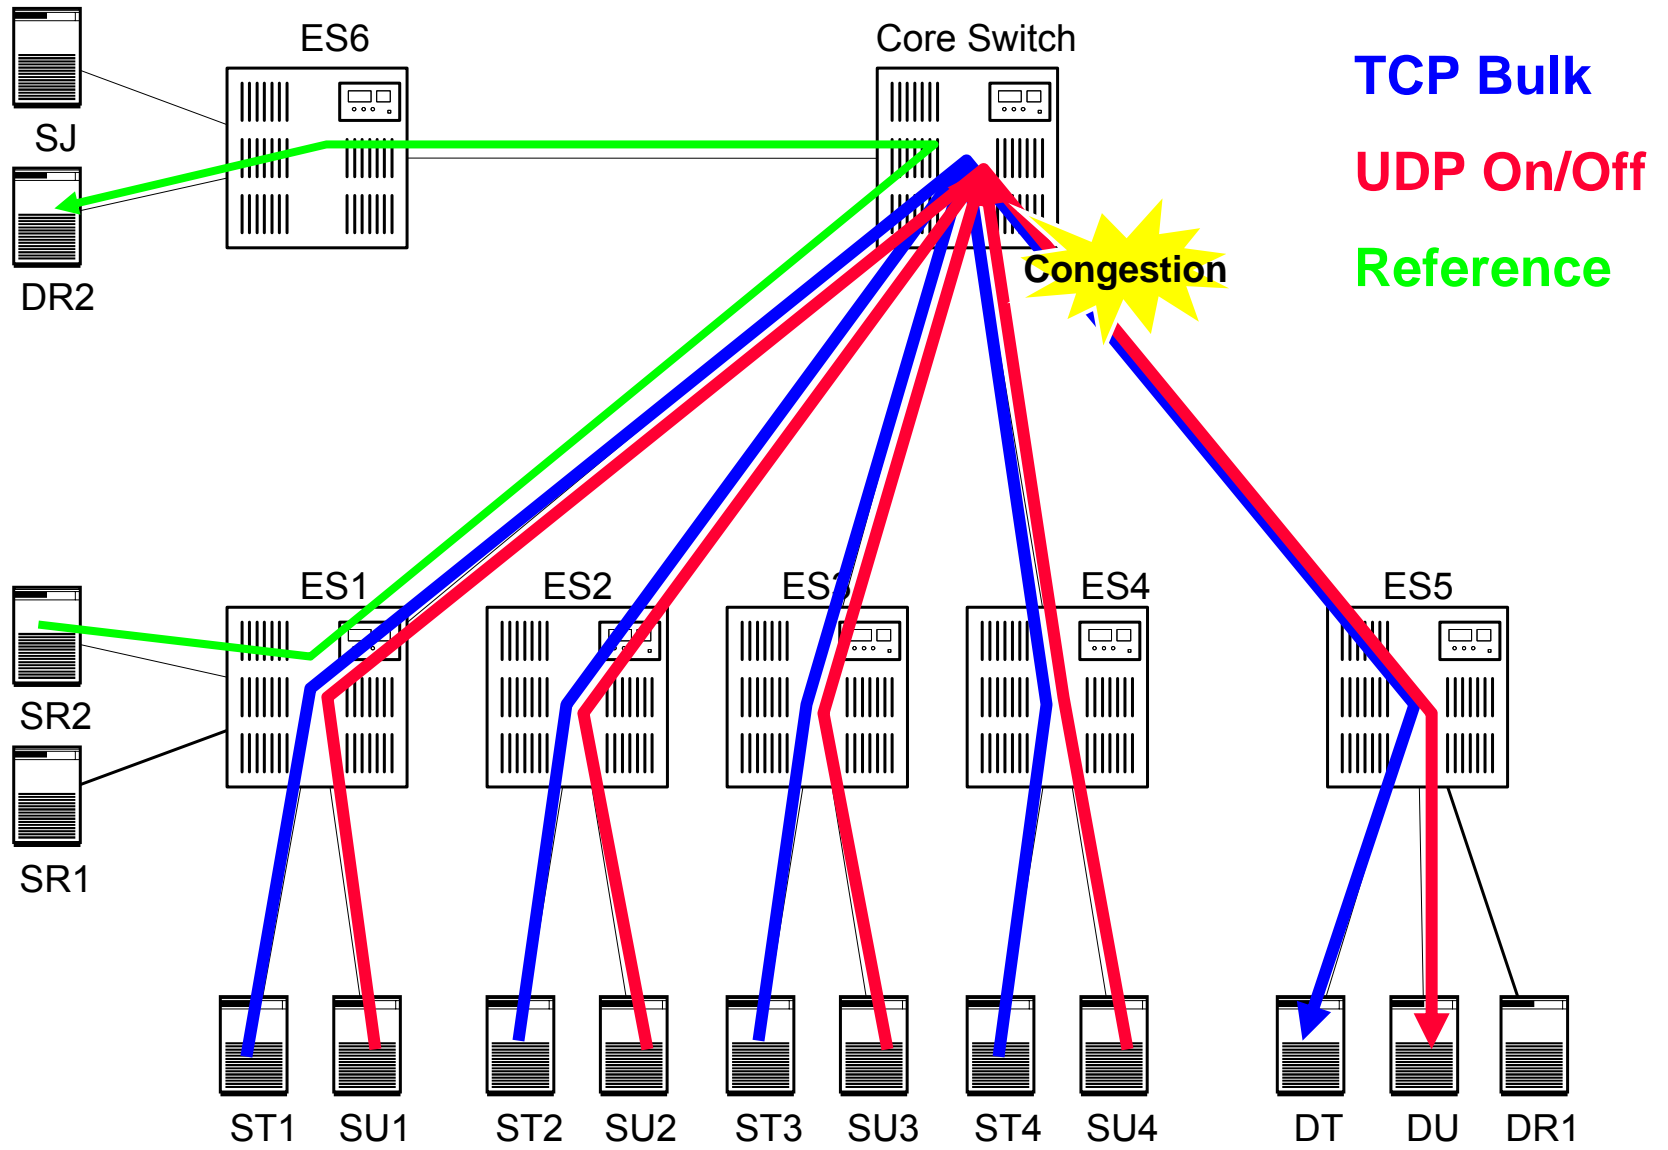 ES6
Core Switch
TCP Bulk
SJ
UDP On/Off
Reference
Congestion
DR2
ES1
ES2
ES3
ES4
ES5
SR2
SR1
ST1
SU1
ST2
SU2
ST3
SU3
ST4
SU4
DT
DU
DR1